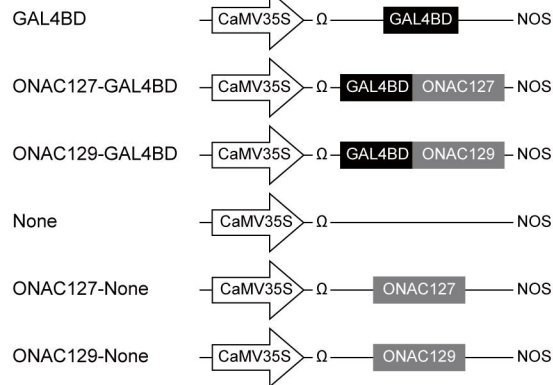 GAL4BD CaMV35S Ω GAL4BD NOS
ONAC127-GAL4BD CaMV35S Ω GAL4BD ONAC127 NOS
ONAC129-GAL4BD CaMV35S Ω GAL4BD ONAC129 NOS
None CaMV35S Ω NOS
ONAC127-None CaMV35S Ω ONAC127 NOS
ONAC129-None CaMV35S Ω ONAC129 NOS